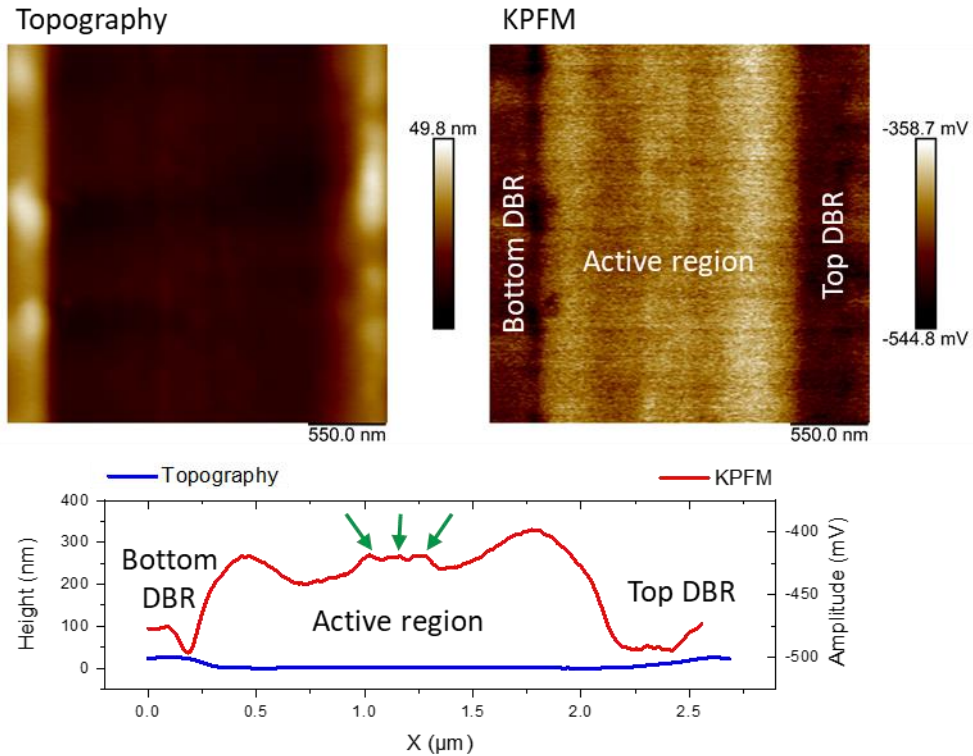 Topography
KPFM
49.8 nm
-358.7 mV
Bottom DBR
Active region
Top DBR
-544.8 mV
550.0 nm
550.0 nm
Topography
KPFM
400
300
200
100
0
Height (nm)
Bottom
DBR
Active region
Top DBR
-400
-450
-500
Amplitude (mV)
0.0
0.5
1.0
1.5
2.0
2.5
X (μm)